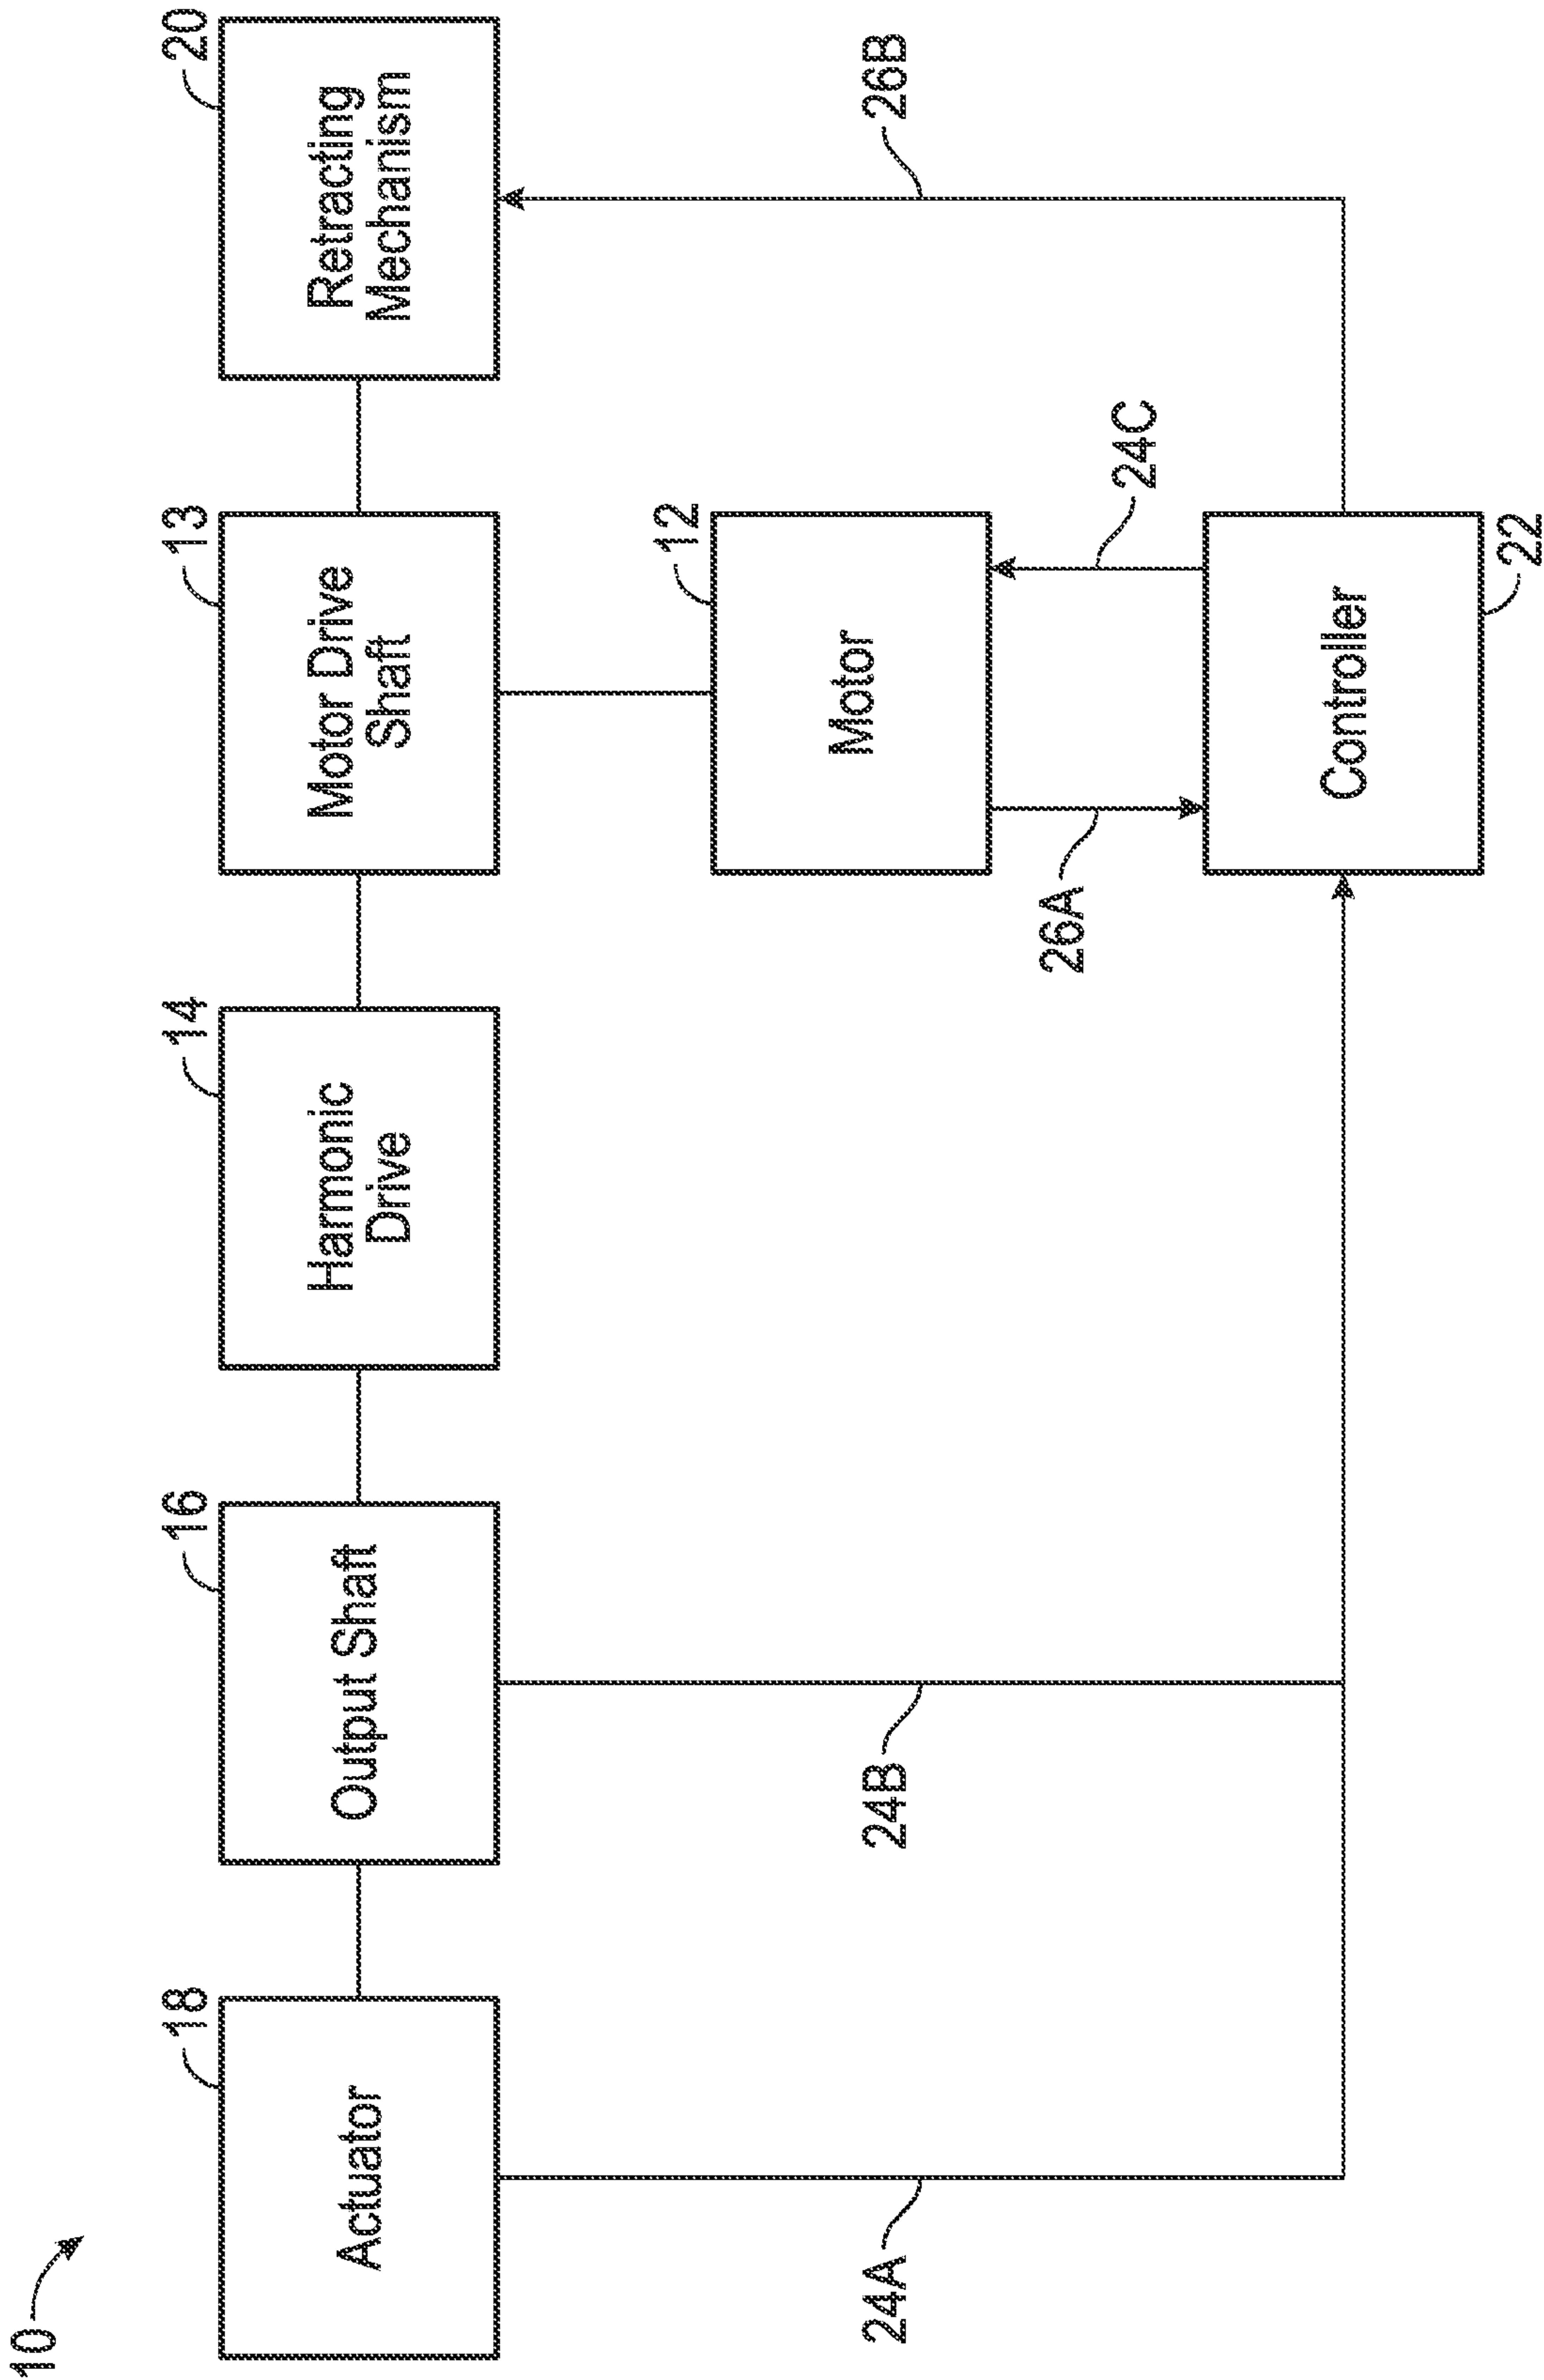 10
18
16
14
13
20
Actuator
Output Shaft
Harmonic
Drive
Motor Drive
Shaft
Retracting
Mechanism
12
Motor
24A
24B
26B
26A
24C
Controller
22